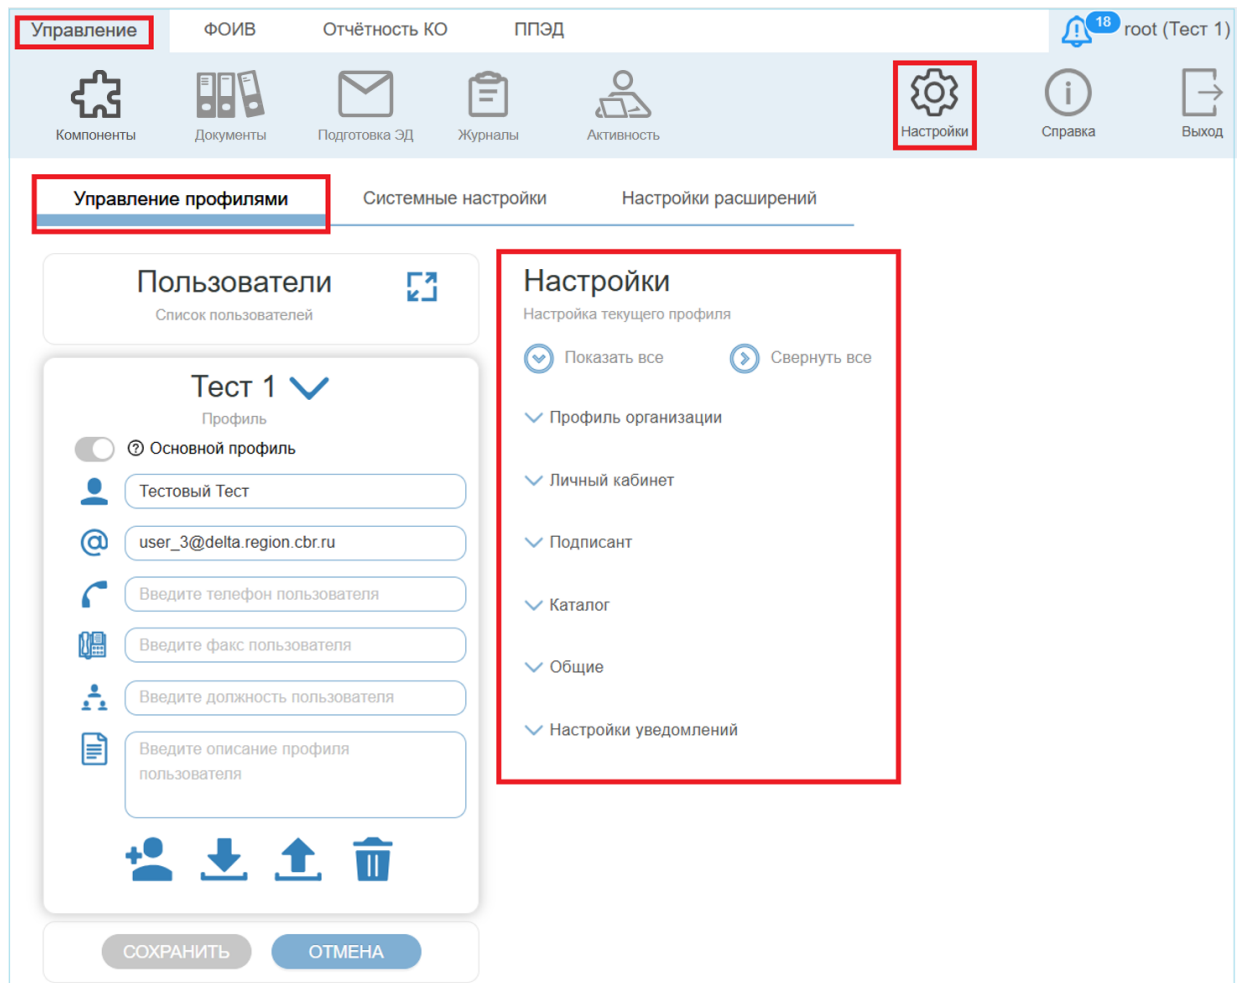 Управление ФОИВ Отчётность КО ППЭД 18 root (Тест 1)
Компоненты Документы Подготовка ЭД Журналы Активность Настройки Справка Выход
Управление профилями Системные настройки Настройки расширений
Пользователи
Список пользователей
Тест 1
Профиль
Основной профиль
Тестовый Тест
user_3@delta.region.cbr.ru
Введите телефон пользователя
Введите факс пользователя
Введите должность пользователя
Введите описание профиля
пользователя
СОХРАНИТЬ ОТМЕНА
Настройки
Настройка текущего профиля
Показать все Свернуть все
Профиль организации
Личный кабинет
Подписант
Каталог
Общие
Настройки уведомлений